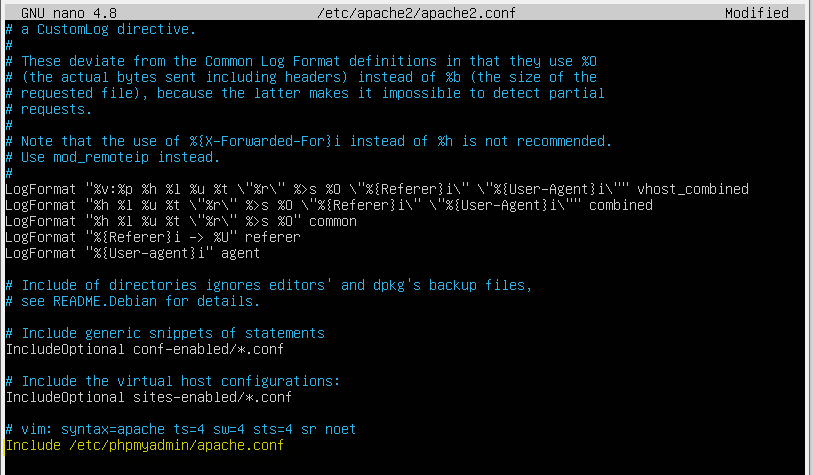 GNU nano 4.8 /etc/apache2/apache2.conf Modified
# a CustomLog directive.
#
# These deviate from the Common Log Format definitions in that they use %O
# (the actual bytes sent including headers) instead of %b (the size of the
# requested file), because the latter makes it impossible to detect partial
# requests.
#
# Note that the use of %{X-Forwarded-For}i instead of %h is not recommended.
# Use mod_remoteip instead.
#
LogFormat "%v:%p %h %l %u %t \"%r\" %>s %O \"%{Referer}i\" \"%{User-Agent}i\"" vhost_combined
LogFormat "%h %l %u %t \"%r\" %>s %O \"%{Referer}i\" \"%{User-Agent}i\"" combined
LogFormat "%h %l %u %t \"%r\" %>s %O" common
LogFormat "%{Referer}i -> %U" referer
LogFormat "%{User-agent}i" agent
# Include of directories ignores editors' and dpkg's backup files,
# see README.Debian for details.
# Include generic snippets of statements
IncludeOptional conf-enabled/*.conf
# Include the virtual host configurations:
IncludeOptional sites-enabled/*.conf
# vim: syntax=apache ts=4 sw=4 sts=4 sr noet
Include /etc/phpmyadmin/apache.conf